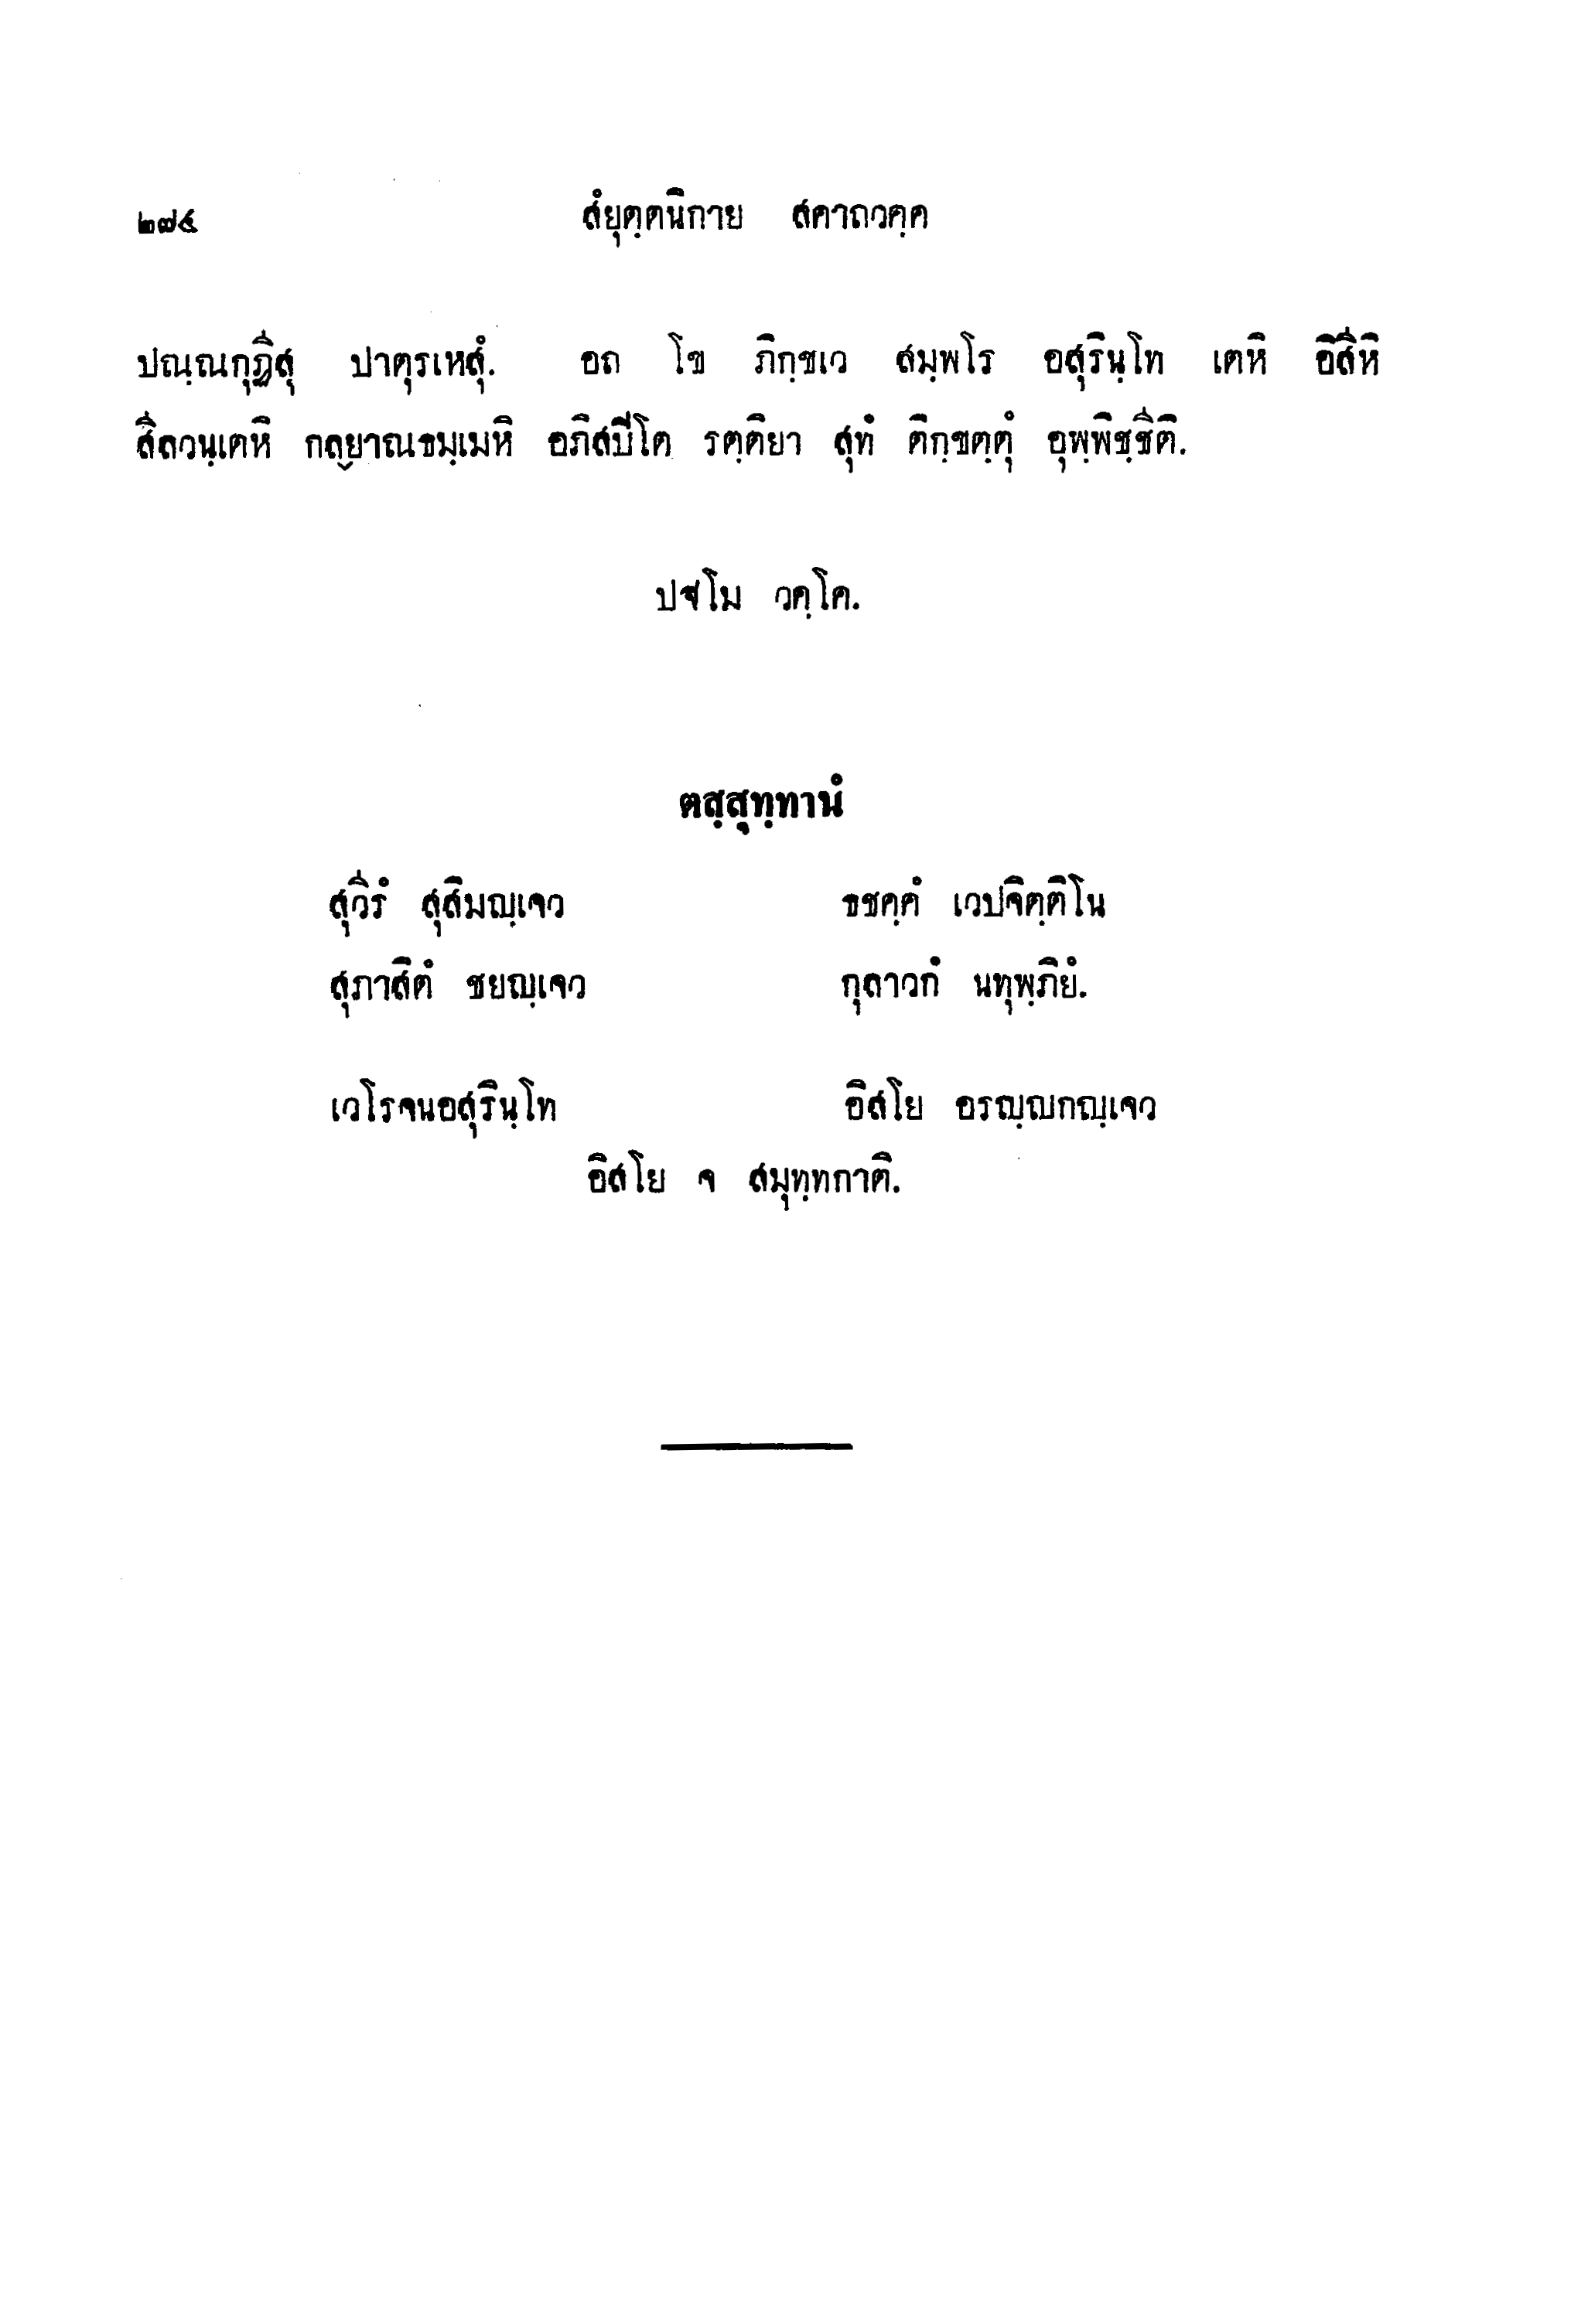 ๒๗๔ สํยุตฺตนิกาย สคาถวคฺค
ปณฺณกุฏีสุ ปาตุรเหสุํ. อถ โข ภิกฺขเว สมฺพโร อสุรินฺโท เตหิ อิสีหิ
สีลวนฺเตหิ กลฺยาณธมฺเมหิ อภิสปีโต รตฺติยา สุทํ ติกฺขตฺตุํ อุพฺพิชฺชีติ.
ปฐโม วคฺโค.
ตสฺสุทฺทานํ
สุวีรํ สุสิมญฺเจว ธชคฺคํ เวปจิตฺติโน
สุภาสิตํ ชยญฺเจว กุลาวกํ นทุพฺภิยํ.
เวโรจนอสุรินฺโท อิสโย อรญฺญกญฺเจว
อิสโย จ สมุทฺทกาติ.